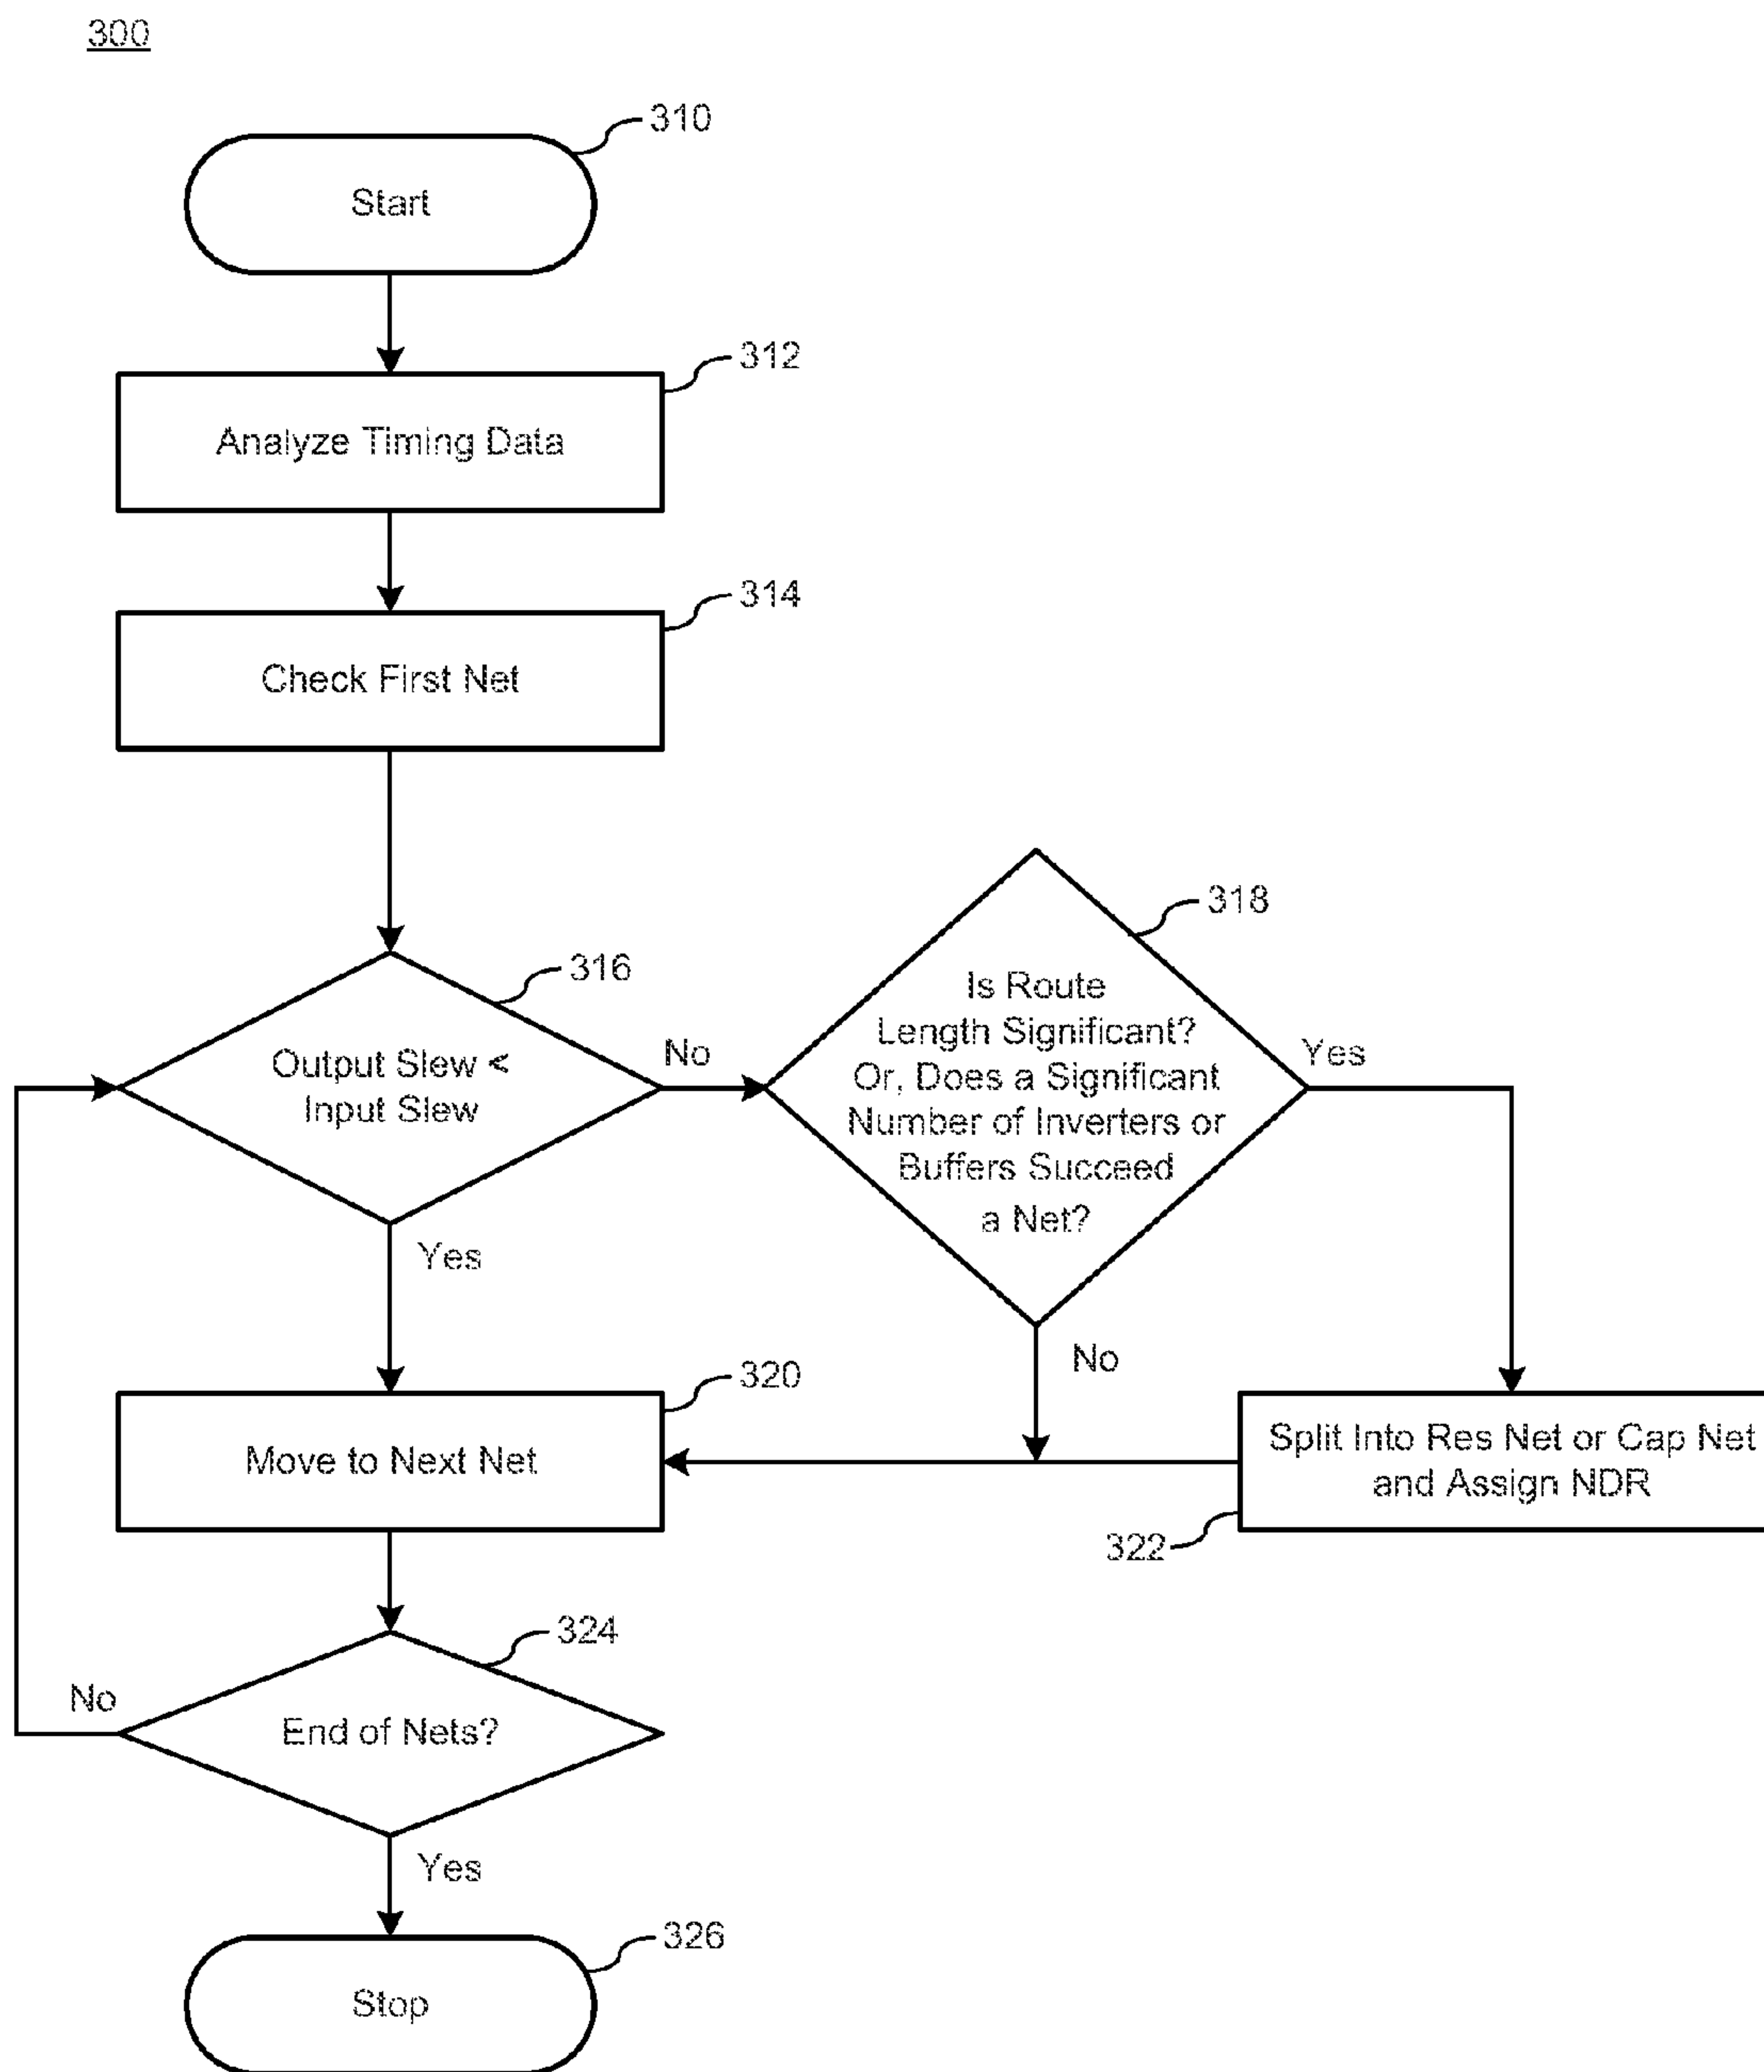 300
310
Start
312
Analyze Timing Data
314
Check First Net
316
Output Slew <
Input Slew
No
Yes
318
Is Route
Length Significant?
Or, Does a Significant
Number of Inverters or
Buffers Succeed
a Net?
Yes
No
320
Move to Next Net
Split Into Res Net or Cap Net
and Assign NDR
322
324
End of Nets?
No
Yes
326
Stop